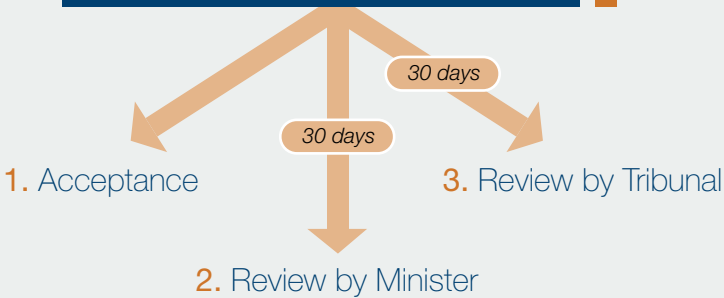 30 days
30 days
1. Acceptance
3. Review by Tribunal
2. Review by Minister